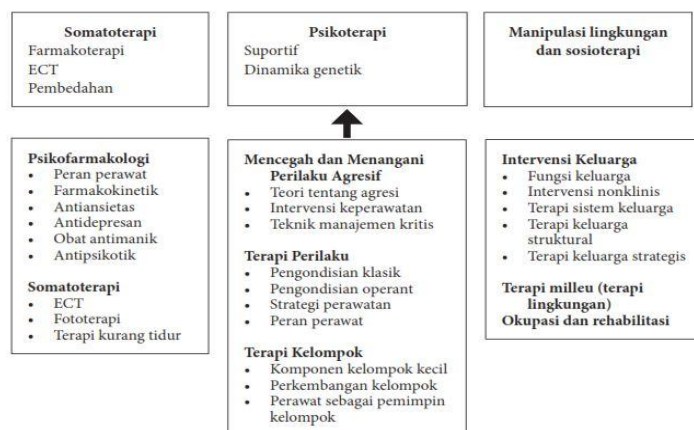 Somatoterapi
Farmakoterapi
ECT
Pembedahan
Psikoterapi
Suportif
Dinamika genetik
Manipulasi lingkungan
dan sosioterapi
Psikofarmakologi
• Peran perawat
• Farmakokinetik
• Antiansietas
• Antidepresan
• Obat antimanik
• Antipsikotik
Somatoterapi
• ECT
• Fototerapi
• Terapi kurang tidur
Mencegah dan Menangani
Perilaku Agresif
• Teori tentang agresi
• Intervensi keperawatan
• Teknik manajemen kritis
Terapi Perilaku
• Pengondisian klasik
• Pengondisian operant
• Strategi perawatan
• Peran perawat
Terapi Kelompok
• Komponen kelompok kecil
• Perkembangan kelompok
• Perawat sebagai pemimpin
kelompok
Intervensi Keluarga
• Fungsi keluarga
• Intervensi nonklinis
• Terapi sistem keluarga
• Terapi keluarga
struktural
• Terapi keluarga strategis
Terapi milleu (terapi
lingkungan)
Okupasi dan rehabilitasi